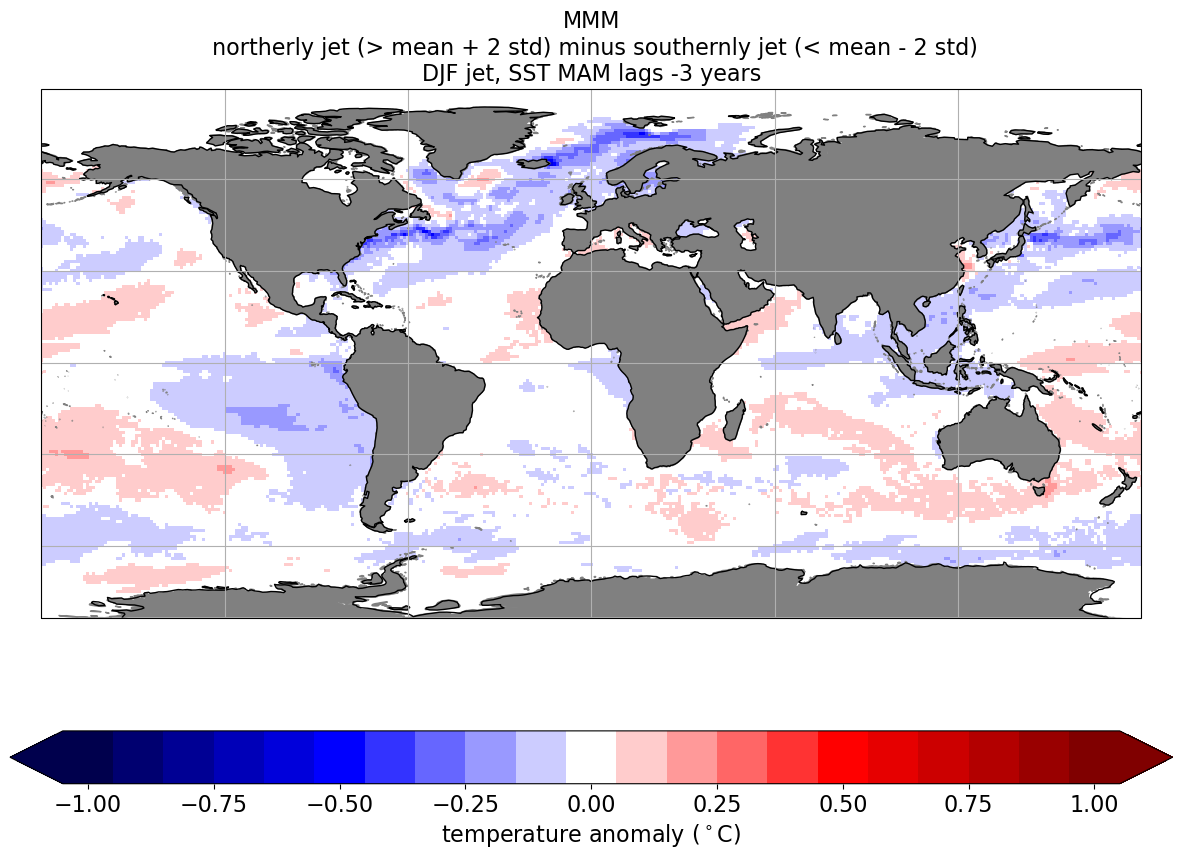 MMM
northerly jet (> mean + 2 std) minus southernly jet (< mean - 2 std)
DJF jet, SST MAM lags -3 years
−1.00 −0.75 −0.50 −0.25 0.00 0.25 0.50 0.75 1.00
temperature anomaly (°C)